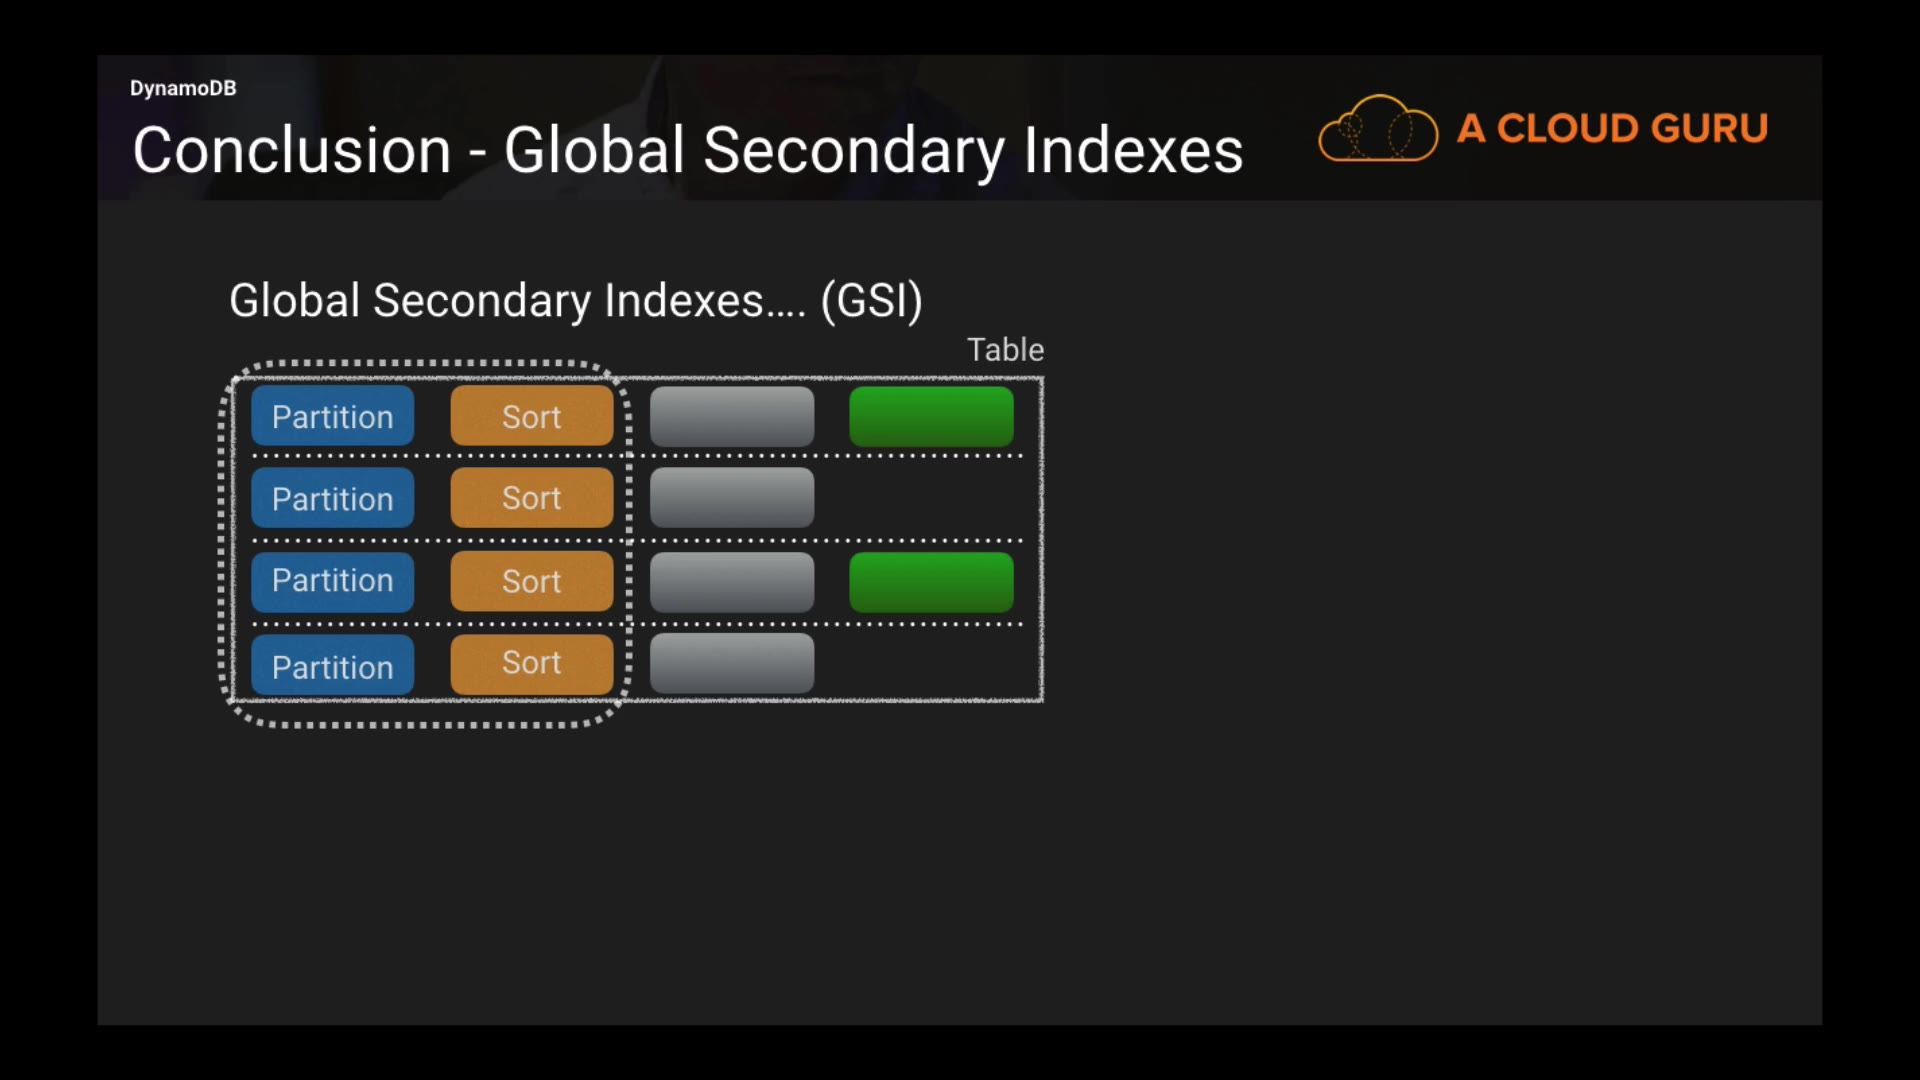 DynamoDB
Conclusion - Global Secondary Indexes
A CLOUD GURU
Global Secondary Indexes.... (GSI)
Table
Partition Sort
Partition Sort
Partition Sort
Partition Sort